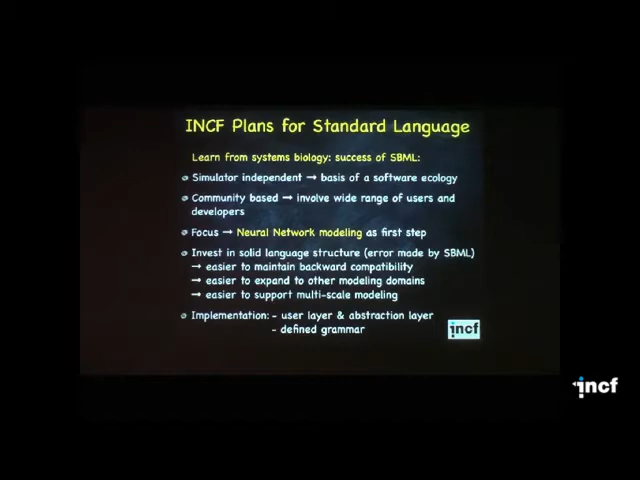 INCF Plans for Standard Language
Learn from systems biology: success of SBML:
Simulator independent → basis of a software ecology
Community based → involve wide range of users and
developers
Focus → Neural Network modeling as first step
Invest in solid language structure (error made by SBML)
→ easier to maintain backward compatibility
→ easier to expand to other modeling domains
→ easier to support multi-scale modeling
Implementation: - user layer & abstraction layer
- defined grammar
incf
incf